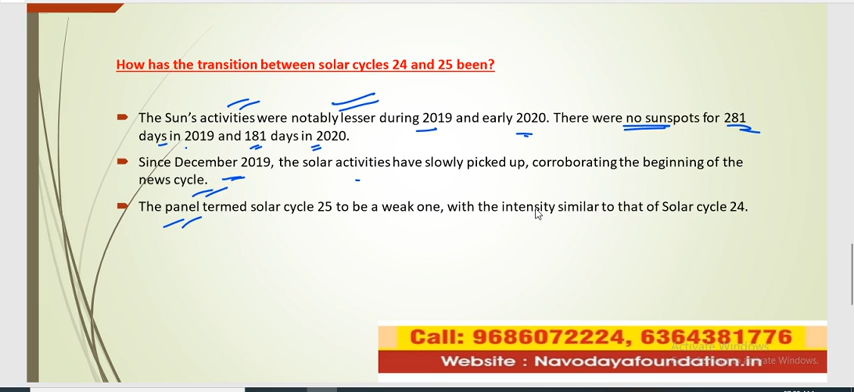 How has the transition between solar cycles 24 and 25 been?
The Sun's activities were notably lesser during 2019 and early 2020. There were no sunspots for 281
days in 2019 and 181 days in 2020.
Since December 2019, the solar activities have slowly picked up, corroborating the beginning of the
news cycle.
The panel termed solar cycle 25 to be a weak one, with the intensity similar to that of Solar cycle 24.
Call: 9686072224, 6364381776
Activate Windows
Website : Navodayafoundation.in